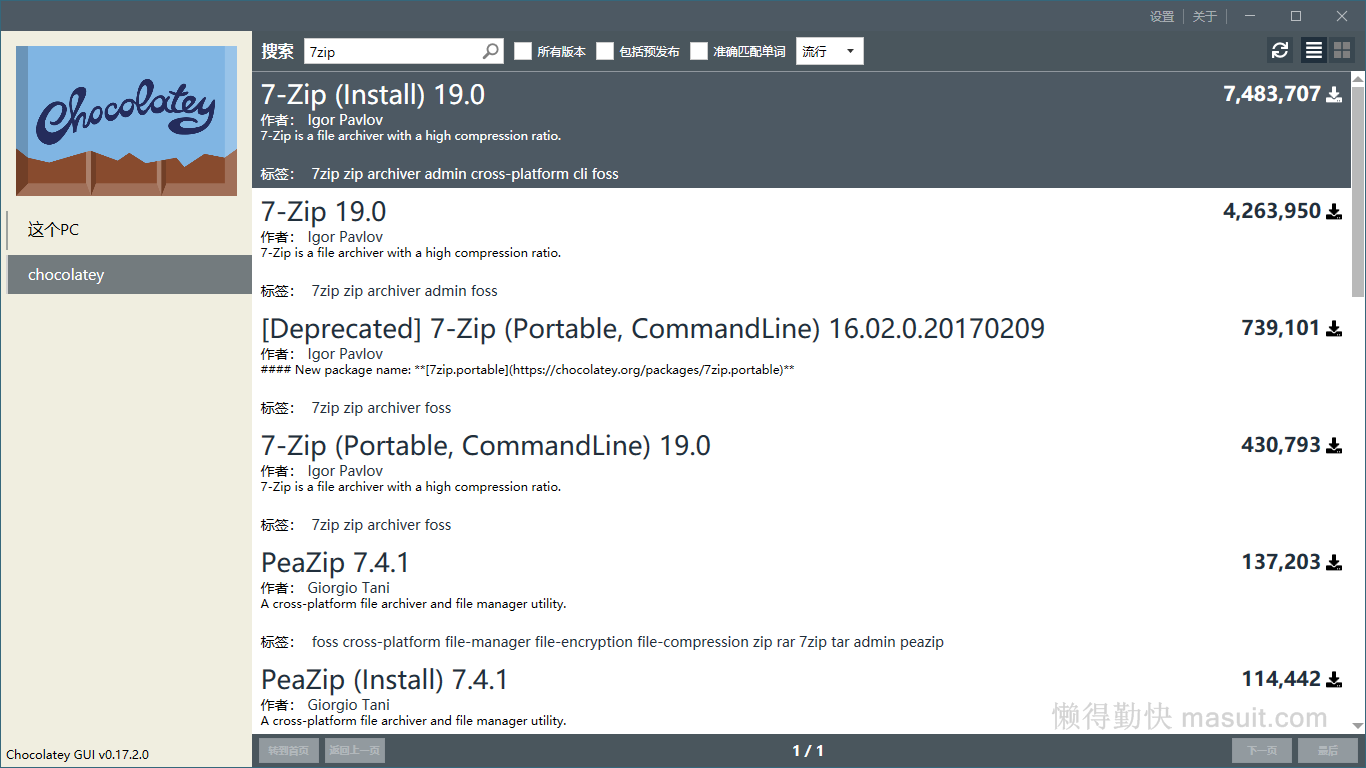 设置 关于
Chocolatey
这个PC
chocolatey
Chocolatey GUI v0.17.2.0
搜索 7zip 所有版本 包括预发布 准确匹配单词 流行
7-Zip (Install) 19.0 7,483,707
作者： Igor Pavlov
7-Zip is a file archiver with a high compression ratio.
标签： 7zip zip archiver admin cross-platform cli foss
7-Zip 19.0 4,263,950
作者： Igor Pavlov
7-Zip is a file archiver with a high compression ratio.
标签： 7zip zip archiver admin foss
[Deprecated] 7-Zip (Portable, CommandLine) 16.02.0.20170209 739,101
作者： Igor Pavlov
#### New package name: **[7zip.portable](https://chocolatey.org/packages/7zip.portable)**
标签： 7zip zip archiver foss
7-Zip (Portable, CommandLine) 19.0 430,793
作者： Igor Pavlov
7-Zip is a file archiver with a high compression ratio.
标签： 7zip zip archiver foss
PeaZip 7.4.1 137,203
作者： Giorgio Tani
A cross-platform file archiver and file manager utility.
标签： foss cross-platform file-manager file-encryption file-compression zip rar 7zip tar admin peazip
PeaZip (Install) 7.4.1 114,442
作者： Giorgio Tani
A cross-platform file archiver and file manager utility.
懒得勤快 masuit.com
转到首页 返回上一页 1 / 1 下一页 最后